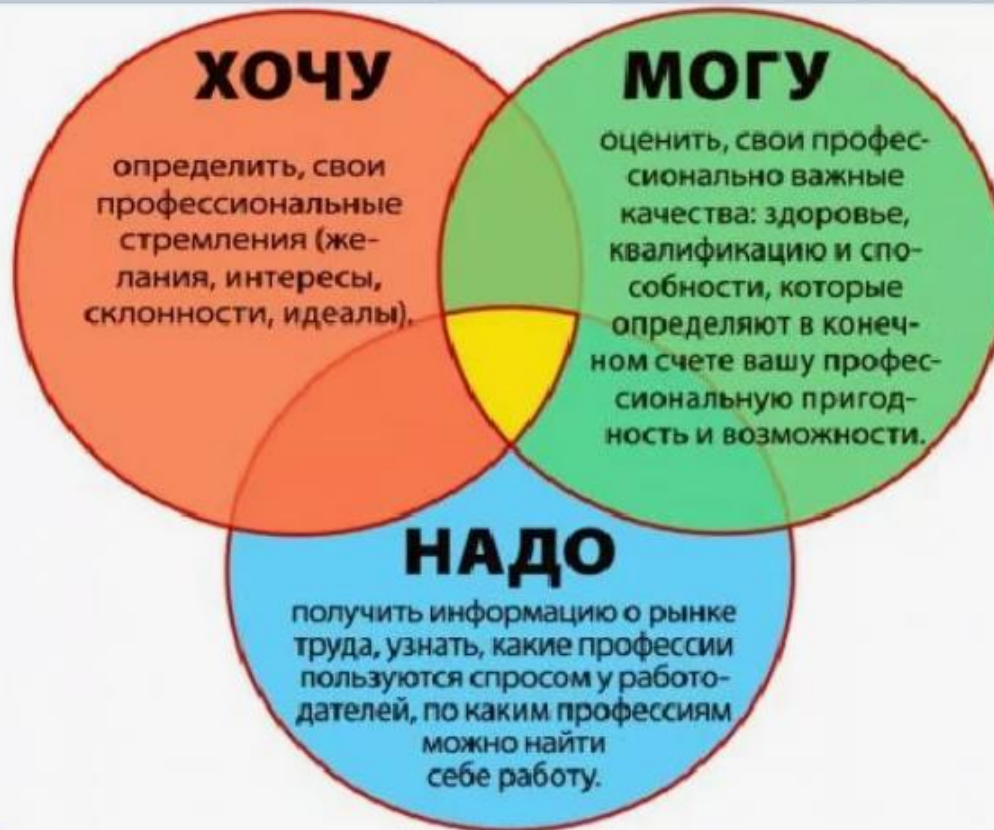 ХОЧУ
определить, свои
профессиональные
стремления (же-
лания, интересы,
склонности, идеалы).
МОГУ
оценить, свои профес-
сионально важные
качества: здоровье,
квалификацию и спо-
собности, которые
определяют в конеч-
ном счете вашу профес-
сиональную пригод-
ность и возможности.
НАДО
получить информацию о рынке
труда, узнать, какие профессии
пользуются спросом у работо-
дателей, по каким профессиям
можно найти
себе работу.